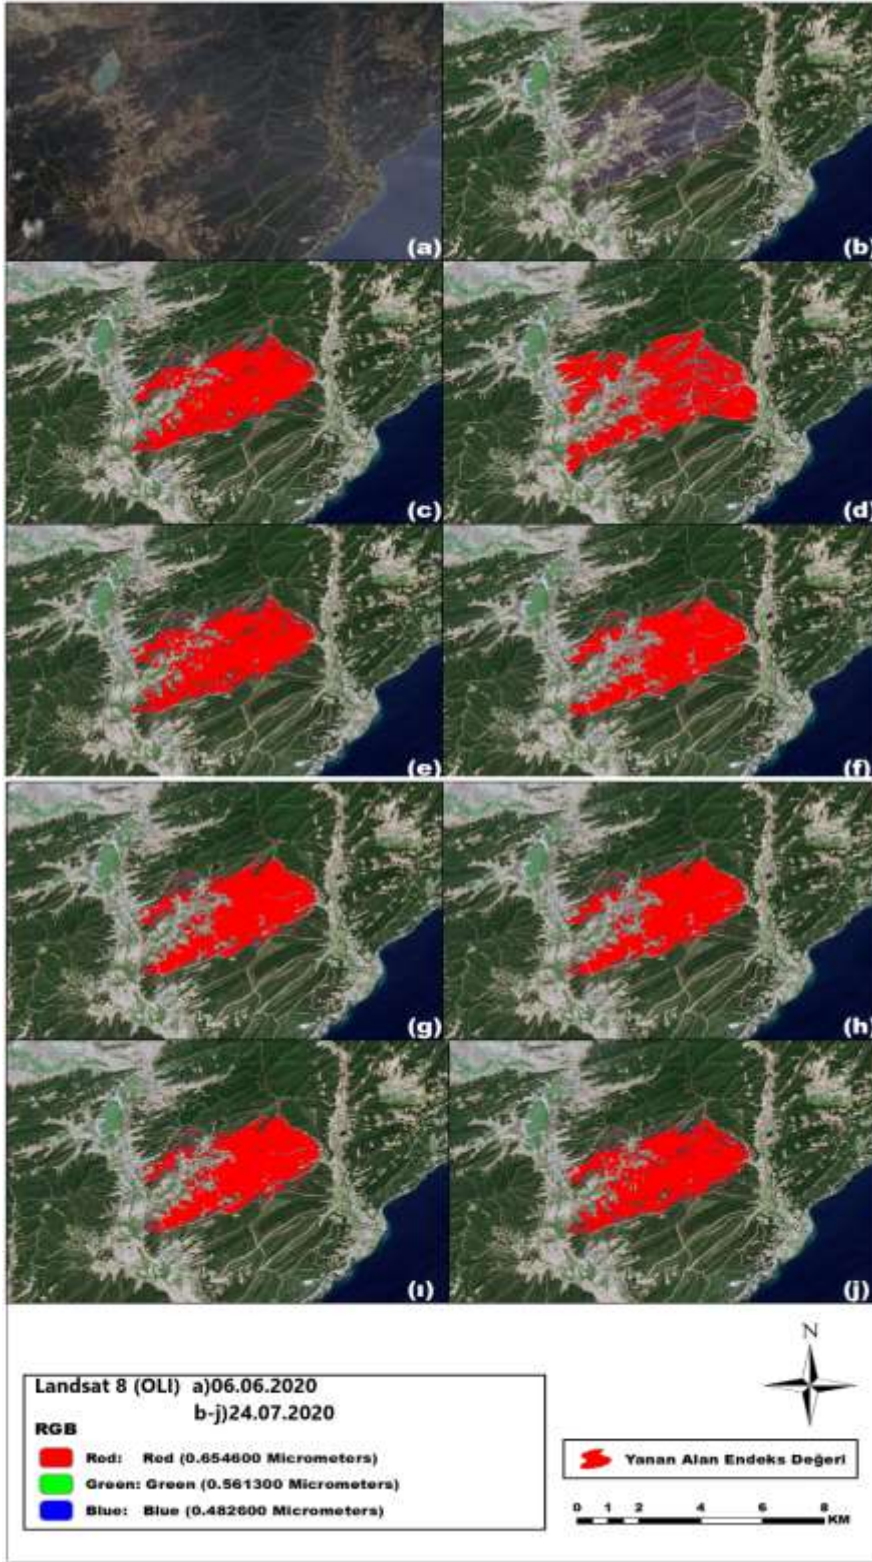 (a)
(b)
(c)
(d)
(e)
(f)
(g)
(h)
(ı)
(j)
N
Landsat 8 (OLI) a)06.06.2020
b-j)24.07.2020
RGB
Red: Red (0.654600 Micrometers)
Green: Green (0.561300 Micrometers)
Blue: Blue (0.482600 Micrometers)
Yanan Alan Endeks Değeri
0 1 2 4 6 8
KM